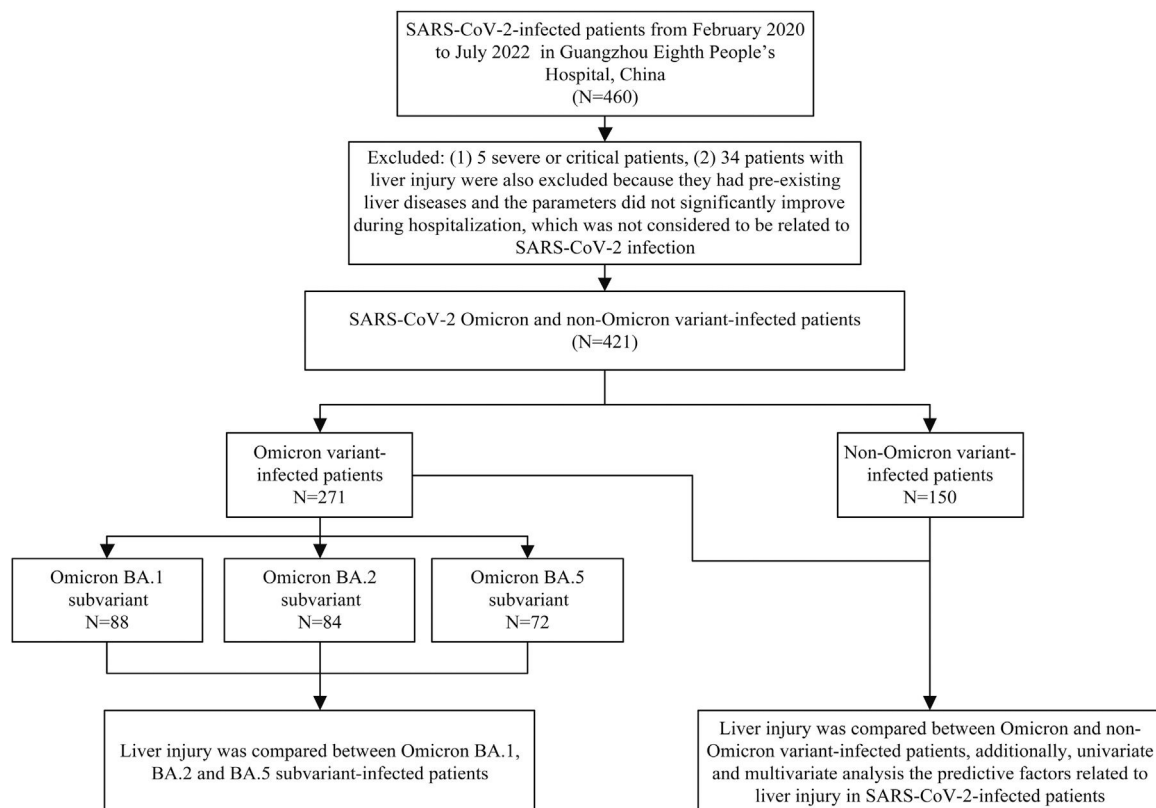 SARS-CoV-2-infected patients from February 2020
to July 2022 in Guangzhou Eighth People's
Hospital, China
(N=460)
Excluded: (1) 5 severe or critical patients, (2) 34 patients with
liver injury were also excluded because they had pre-existing
liver diseases and the parameters did not significantly improve
during hospitalization, which was not considered to be related to
SARS-CoV-2 infection
SARS-CoV-2 Omicron and non-Omicron variant-infected patients
(N=421)
Omicron variant-
infected patients
N=271
Non-Omicron variant-
infected patients
N=150
Omicron BA.1
subvariant
N=88
Omicron BA.2
subvariant
N=84
Omicron BA.5
subvariant
N=72
Liver injury was compared between Omicron BA.1,
BA.2 and BA.5 subvariant-infected patients
Liver injury was compared between Omicron and non-
Omicron variant-infected patients, additionally, univariate
and multivariate analysis the predictive factors related to
liver injury in SARS-CoV-2-infected patients